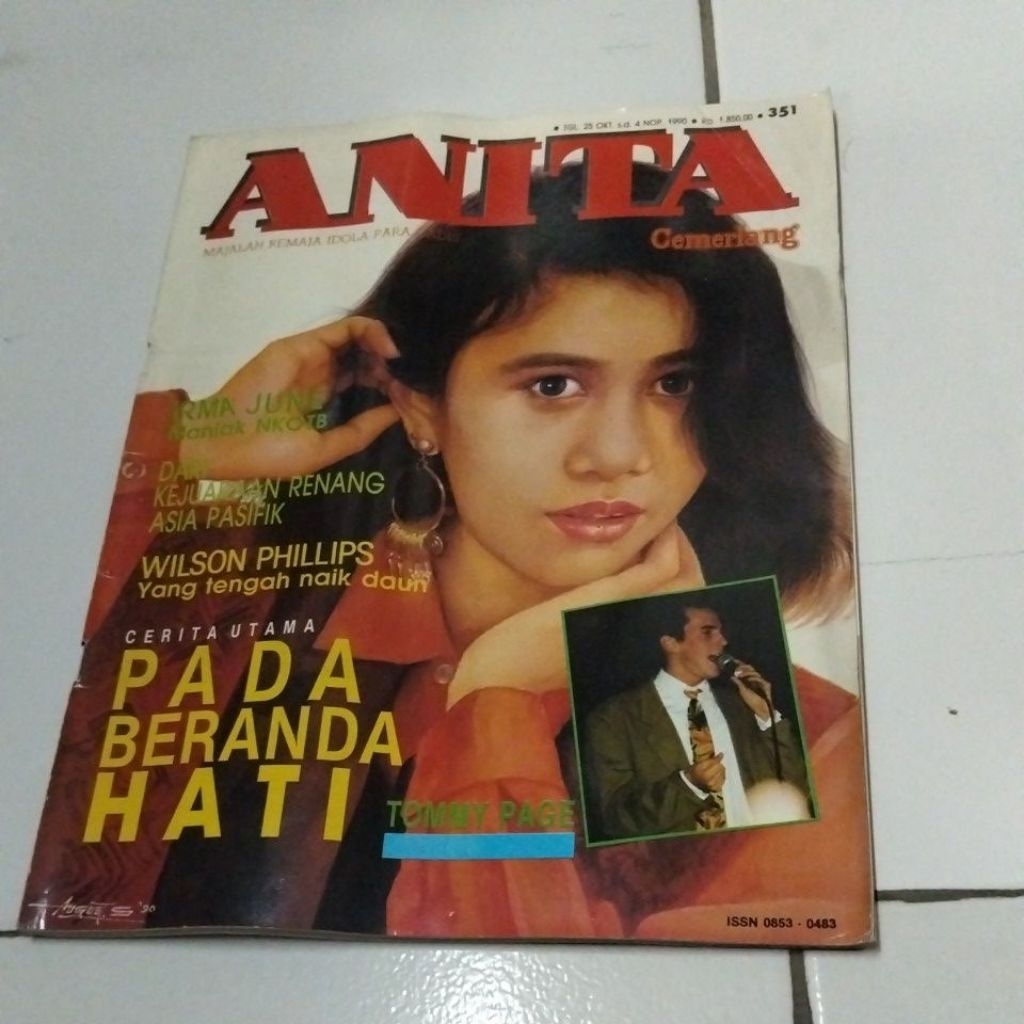 • TGL. 25 OKT. s.d. 4 NOP. 1990 • Rp. 1.850,00 • 351
ANITA
MAJALAH REMAJA IDOLA PARA
Cemerlang
IRMA JUNE
Maniak NKOTB
DARI
KEJUARAAN RENANG
ASIA PASIFIK
WILSON PHILLIPS
Yang tengah naik daun
CERITA UTAMA
PADA
BERANDA
HATI
TOMMY PAGE
'90
ISSN 0853 - 0483